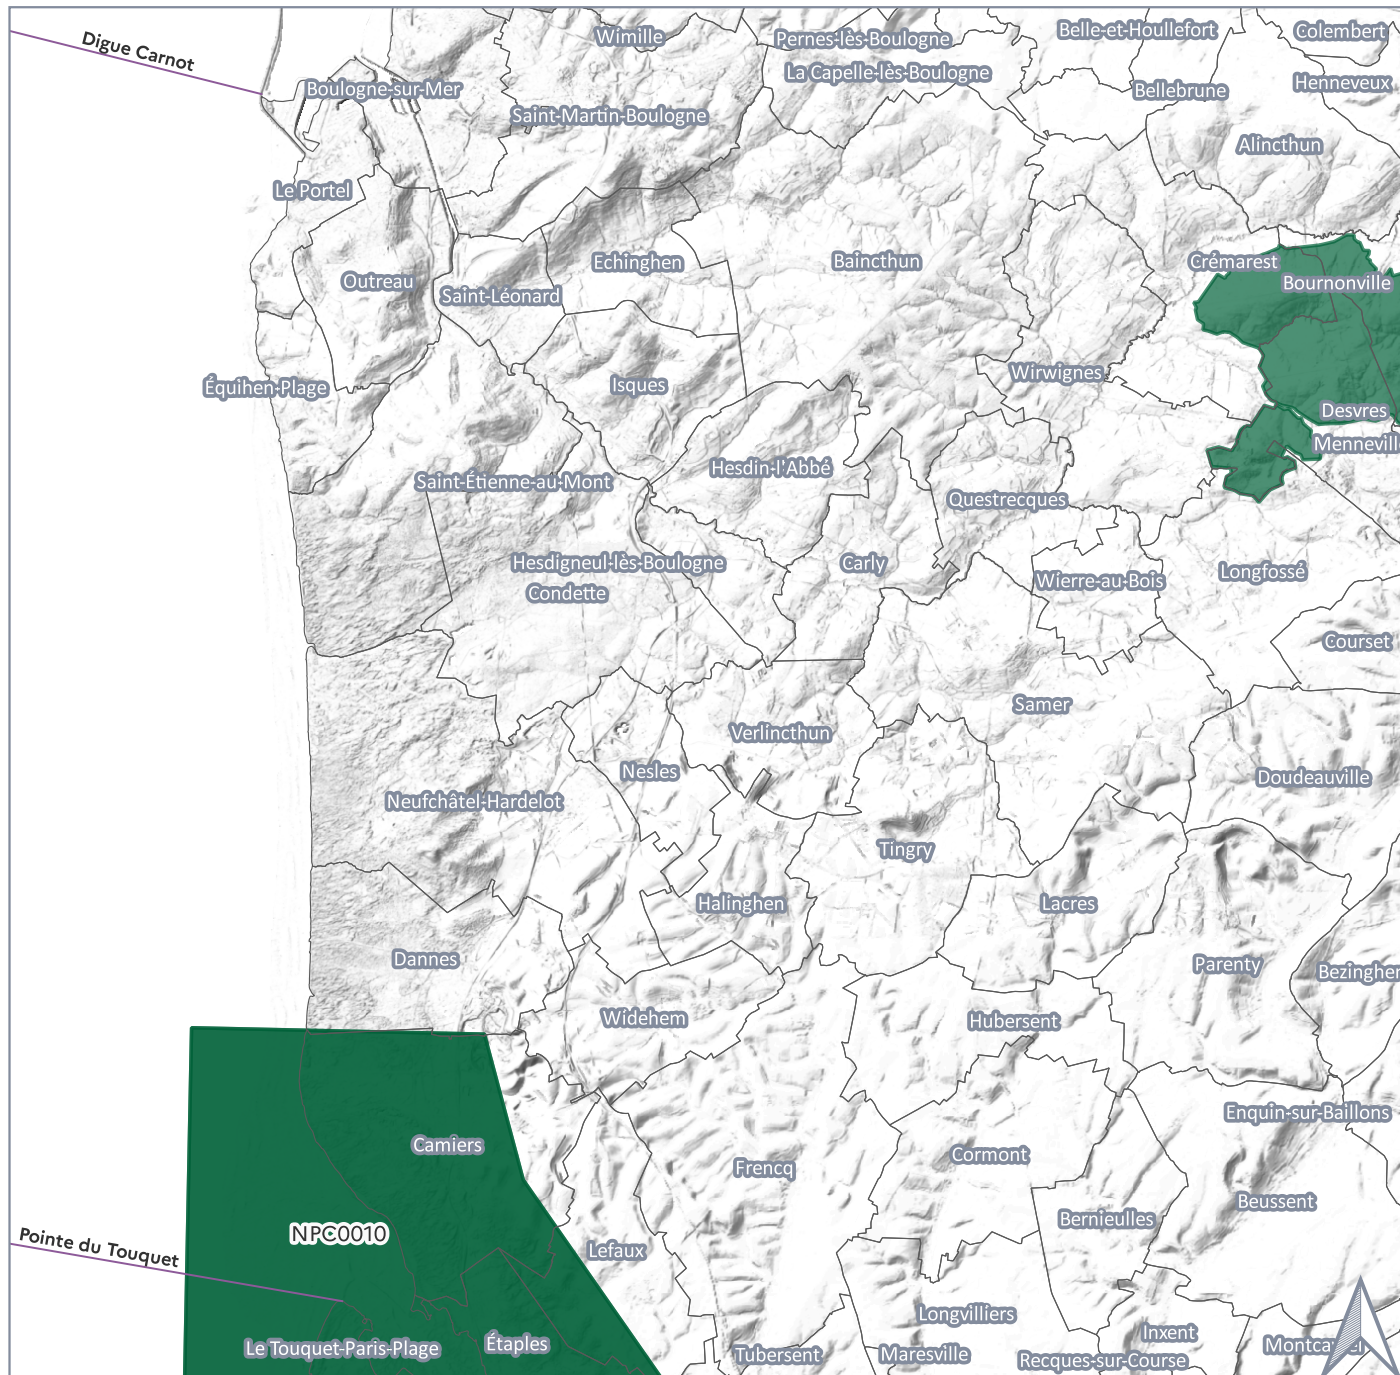 Digue Carnot
Wimille
Pernes-lès-Boulogne
Belle-et-Houllefort
Colembert
La Capelle-lès-Boulogne
Henneveux
Boulogne-sur-Mer
Bellebrune
Saint-Martin-Boulogne
Alincthun
Le Portel
Echinghen
Baincthun
Crémarest
Outreau
Bournonville
Saint-Léonard
Wirwignes
Équihen-Plage
Isques
Desvres
Hesdin-l'Abbé
Saint-Étienne-au-Mont
Questrecques
Hesdigneul-lès-Boulogne
Carly
Longfossé
Wierre-au-Bois
Condette
Courset
Samer
Verlincthun
Nesles
Doudeauville
Neufchâtel-Hardelot
Tingry
Halinghen
Lacres
Dannes
Parenty
Widehem
Hubersent
Enquin-sur-Baillons
Camiers
Cormont
Frencq
Beussent
Bernieulles
NPC0010
Pointe du Touquet
Lefaux
Longvilliers
Inxent
Étaples
Le Touquet-Paris-Plage
Tubersent
Maresville
Recques-sur-Course